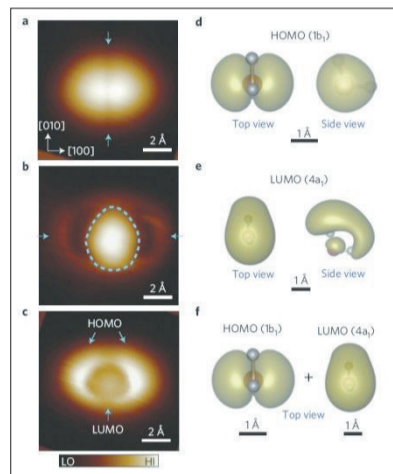 a
[010]
[100]
2 Å
b
2 Å
c
HOMO
LUMO
2 Å
LO
HI
d
HOMO (1b₁)
Top view
Side view
1 Å
e
LUMO (4a₁)
Top view
Side view
1 Å
f
HOMO (1b₁)
LUMO (4a₁)
+
Top view
1 Å
1 Å